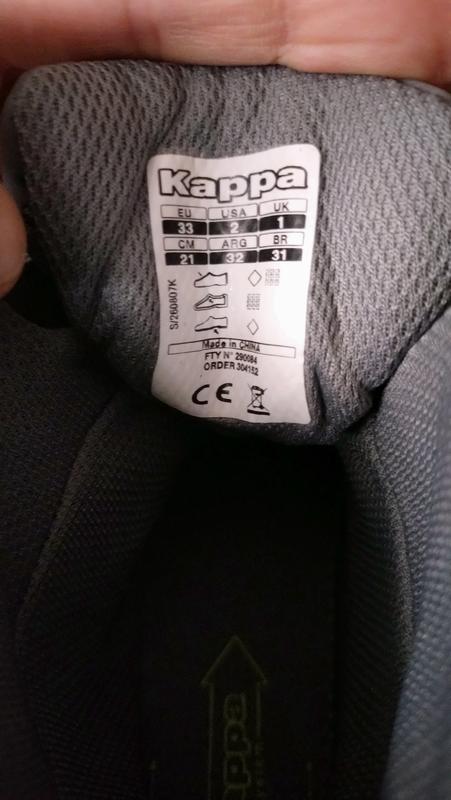 Kappa
EU USA UK
33 2 1
CM ARG BR
21 32 31
S/260807K
Made in CHINA
FTY N° 290084
ORDER 304152
CE
Kappa